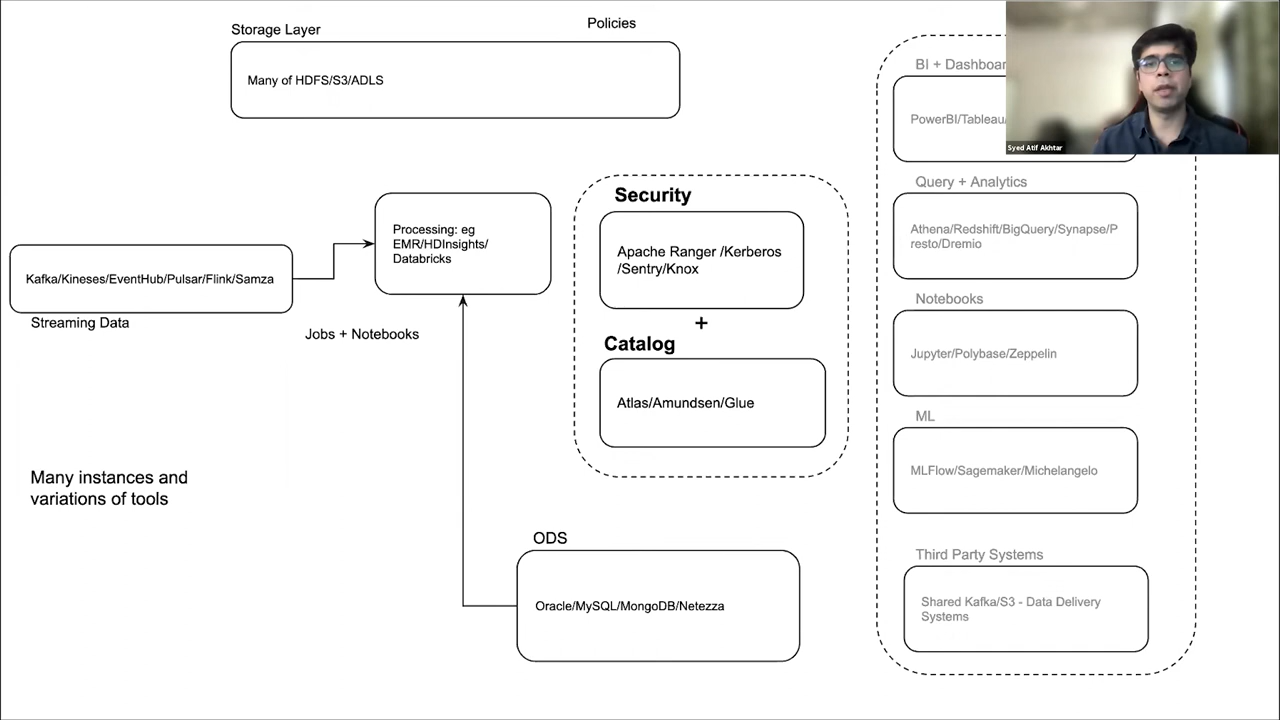 Storage Layer
Policies
Many of HDFS/S3/ADLS
Processing: eg
EMR/HDInsights/
Databricks
Kafka/Kineses/EventHub/Pulsar/Flink/Samza
Streaming Data
Jobs + Notebooks
Many instances and
variations of tools
Security
Apache Ranger /Kerberos
/Sentry/Knox
+
Catalog
Atlas/Amundsen/Glue
ODS
Oracle/MySQL/MongoDB/Netezza
BI +
PowerBI/Tableau/
Query + Analytics
Athena/Redshift/BigQuery/Synapse/P
resto/Dremio
Notebooks
Jupyter/Polybase/Zeppelin
ML
MLFlow/Sagemaker/Michelangelo
Third Party Systems
Shared Kafka/S3 - Data Delivery
Systems
Syed Atif Akhtar